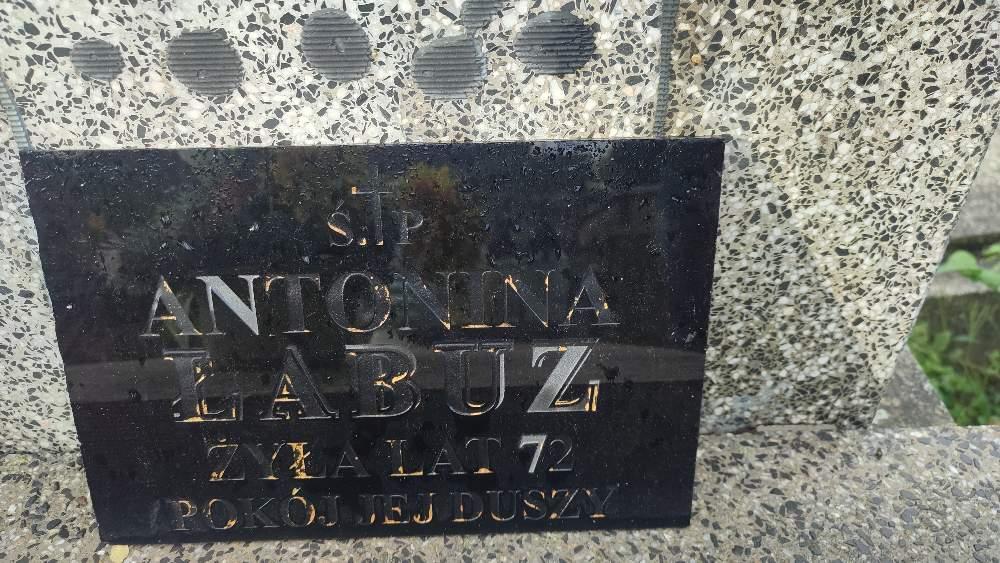 Ś.†P
ANTONINA
ŁABUZ
ŻYŁA LAT 72
POKÓJ JEJ DUSZY